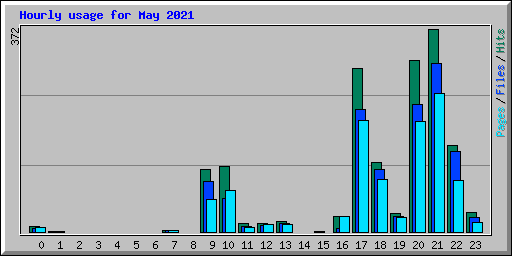 Hourly usage for May 2021
372
Pages/Files/Hits
0 1 2 3 4 5 6 7 8 9 10 11 12 13 14 15 16 17 18 19 20 21 22 23